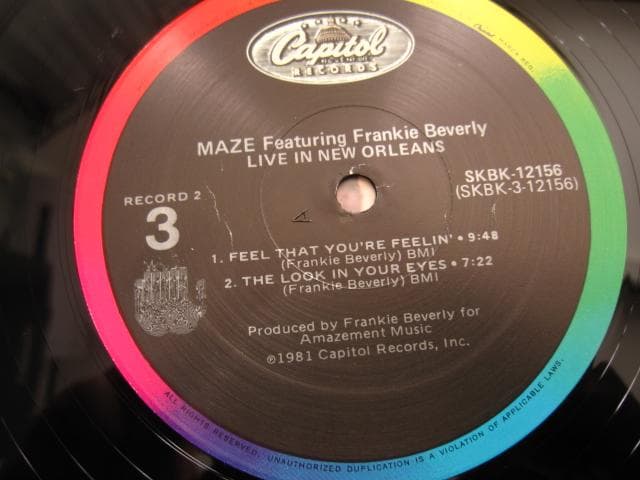 Capitol
RECORDS
MAZE Featuring Frankie Beverly
LIVE IN NEW ORLEANS
SKBK-12156
(SKBK-3-12156)
RECORD 2
3
1. FEEL THAT YOU'RE FEELIN' • 9:48
(Frankie Beverly) BMI
2. THE LOOK IN YOUR EYES • 7:22
(Frankie Beverly) BMI
Produced by Frankie Beverly for
Amazement Music
℗1981 Capitol Records, Inc.
ALL RIGHTS RESERVED. UNAUTHORIZED DUPLICATION IS A VIOLATION OF APPLICABLE LAWS.